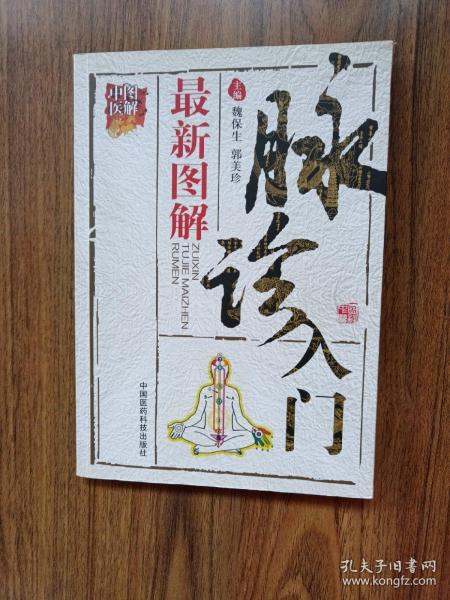 图解
中医
最新图解
ZUIXIN
TUJIE MAIZHEN
RUMEN
主编
魏保生 郭美珍
脉诊入门
中国医药科技出版社
孔夫子旧书网
www.kongfz.com